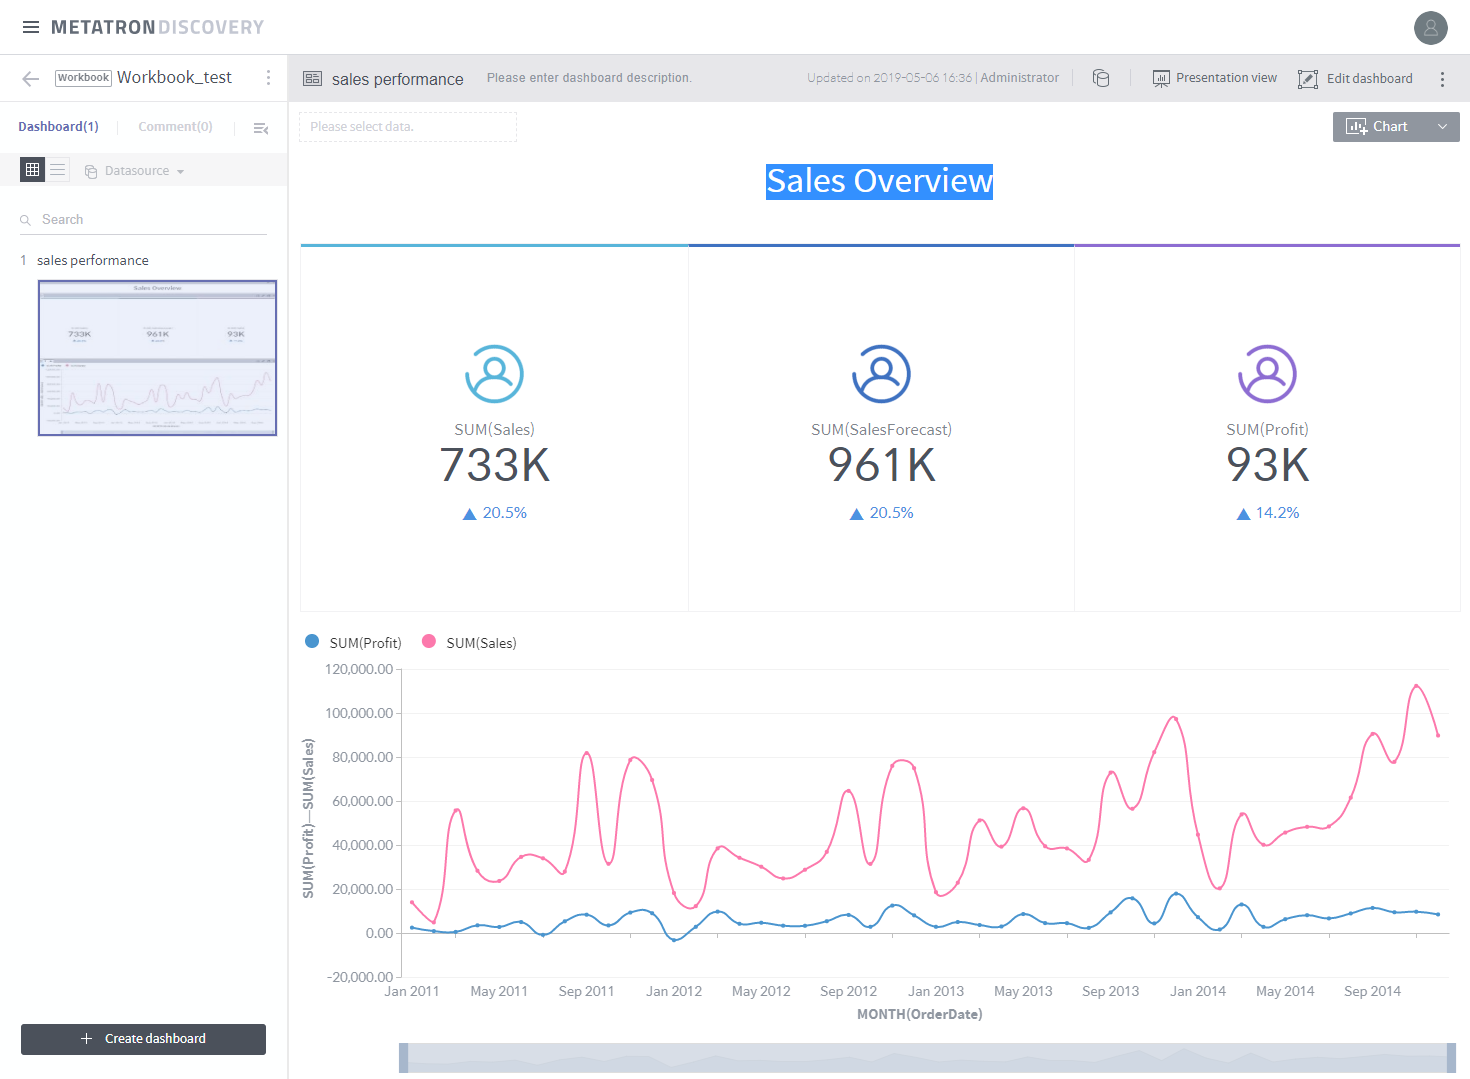 METATRON DISCOVERY
Workbook Workbook_test
sales performance
Please enter dashboard description.
Updated on 2019-05-06 16:36 | Administrator
Presentation view
Edit dashboard
Dashboard(1)
Comment(0)
Please select data.
Chart
Datasource
Search
1 sales performance
Sales Overview
733K 961K 93K
Sales Overview
SUM(Sales)
733K
▲ 20.5%
SUM(SalesForecast)
961K
▲ 20.5%
SUM(Profit)
93K
▲ 14.2%
SUM(Profit) SUM(Sales)
120,000.00
100,000.00
80,000.00
60,000.00
40,000.00
20,000.00
0.00
-20,000.00
SUM(Profit)—SUM(Sales)
Jan 2011 May 2011 Sep 2011 Jan 2012 May 2012 Sep 2012 Jan 2013 May 2013 Sep 2013 Jan 2014 May 2014 Sep 2014
MONTH(OrderDate)
+ Create dashboard